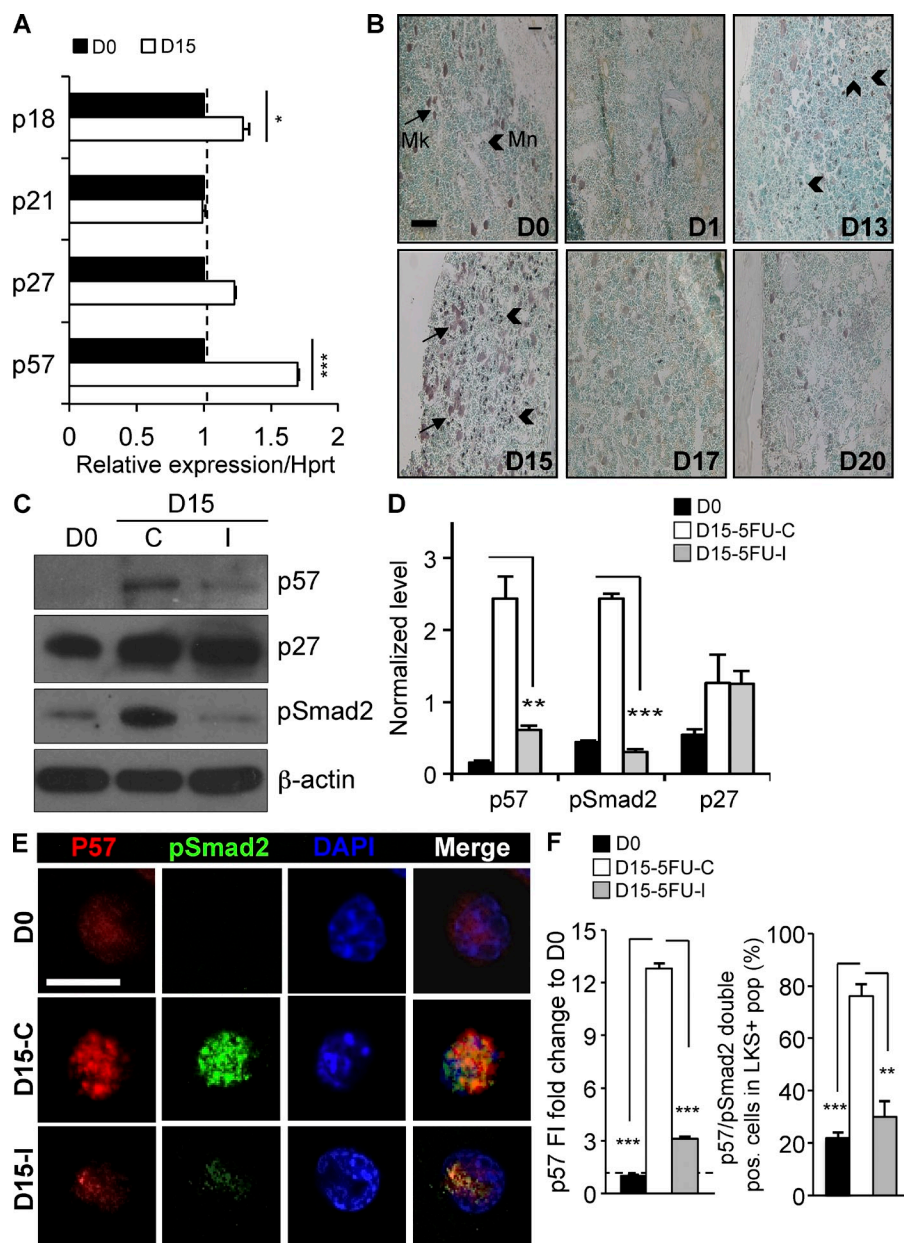 A
D0 D15
p18
*
p21
p27
p57
***
0 0.5 1 1.5 2
Relative expression/Hprt
B
Mk
Mn
D0
D1
D13
D15
D17
D20
C
D15
D0 C I
p57
p27
pSmad2
β-actin
D
D0
D15-5FU-C
D15-5FU-I
Normalized level
3
2
1
0
**
***
p57 pSmad2 p27
E
P57 pSmad2 DAPI Merge
D0
D15-C
D15-I
F
D0
D15-5FU-C
D15-5FU-I
p57 FI fold change to D0
15
12
9
6
3
0
***
***
p57/pSmad2 double
pos. cells in LKS+ pop (%)
100
80
60
40
20
0
***
**